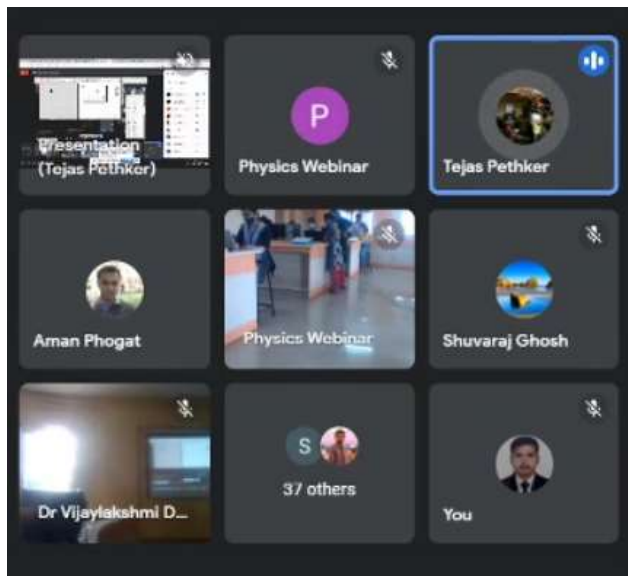 Presentation
(Tejas Pethker)
P
Physics Webinar
Tejas Pethker
Aman Phogat
Physics Webinar
Shuvaraj Ghosh
Dr Vijaylakshmi D...
S
37 others
You